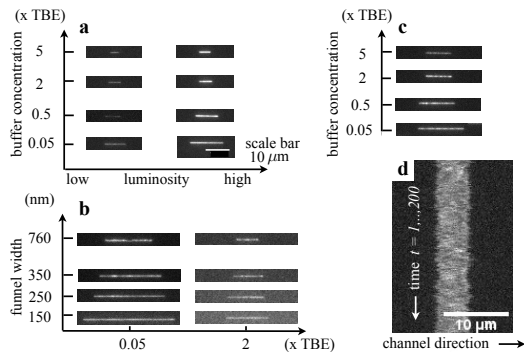 (x TBE)
a
buffer concentration
5
2
0.5
0.05
scale bar
10 µm
low luminosity high
(nm)
b
funnel width
760
350
250
150
0.05 2 (x TBE)
(x TBE)
c
buffer concentration
5
2
0.5
0.05
d
time t = 1,..,200
10 µm
channel direction